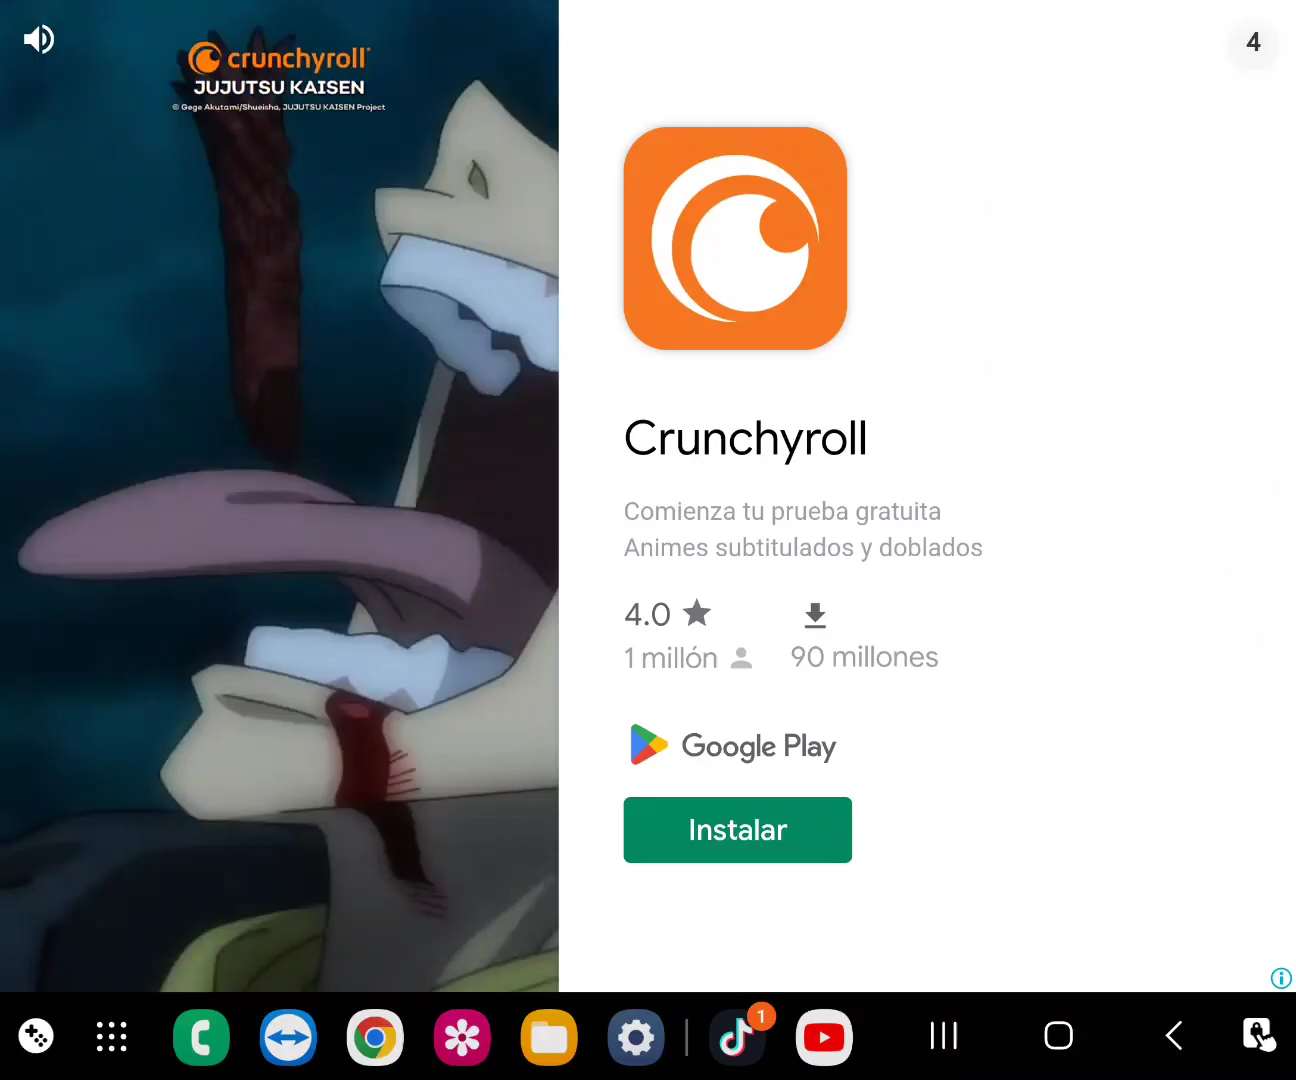 crunchyroll
JUJUTSU KAISEN
© Gege Akutami/Shueisha, JUJUTSU KAISEN Project
4
Crunchyroll
Comienza tu prueba gratuita
Animes subtitulados y doblados
4.0
1 millón
90 millones
Google Play
Instalar
1